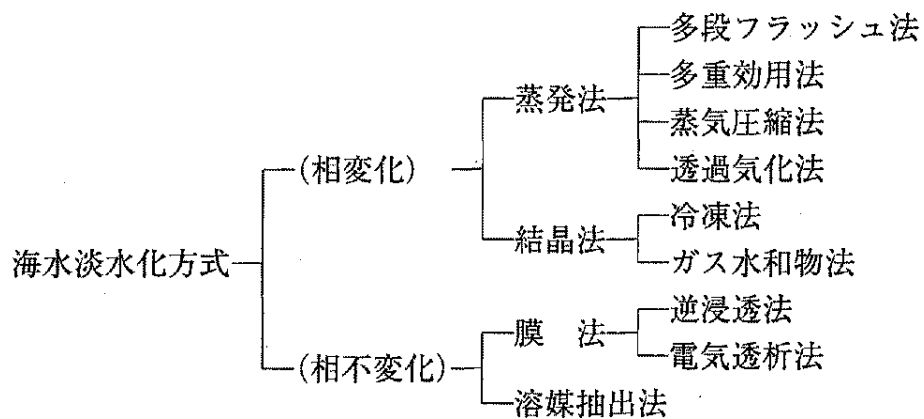 海水淡水化方式
(相変化)
蒸発法
多段フラッシュ法
多重効用法
蒸気圧縮法
透過気化法
結晶法
冷凍法
ガス水和物法
(相不変化)
膜　法
逆浸透法
電気透析法
溶媒抽出法